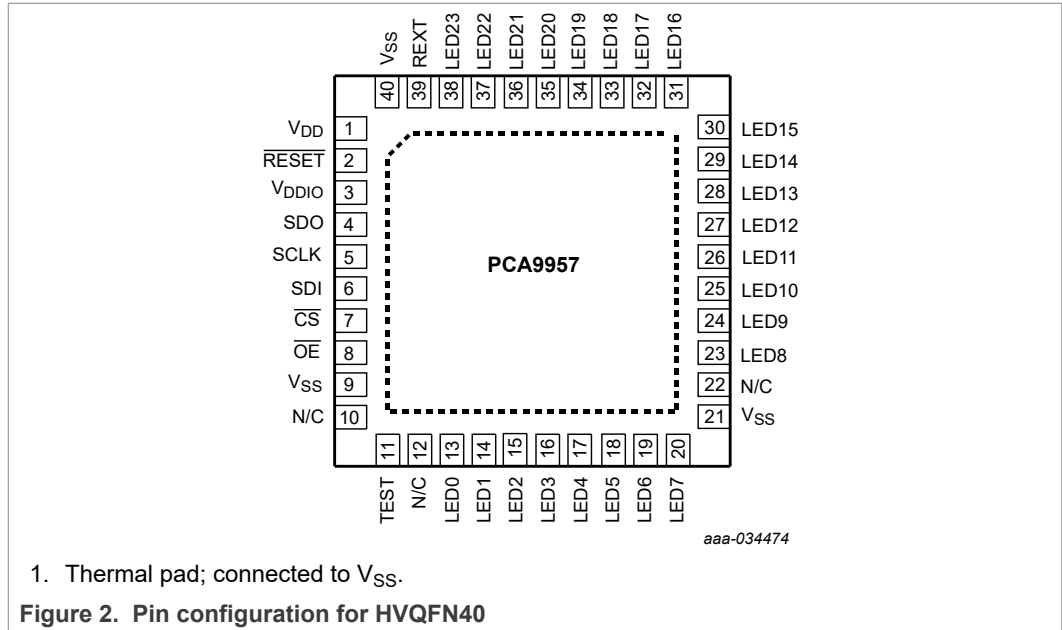 VSS REXT LED23 LED22 LED21 LED20 LED19 LED18 LED17 LED16
40 39 38 37 36 35 34 33 32 31
VDD 1
RESET 2
VDDIO 3
SDO 4
SCLK 5
SDI 6
CS 7
OE 8
VSS 9
N/C 10
PCA9957
30 LED15
29 LED14
28 LED13
27 LED12
26 LED11
25 LED10
24 LED9
23 LED8
22 N/C
21 VSS
11 12 13 14 15 16 17 18 19 20
TEST N/C LED0 LED1 LED2 LED3 LED4 LED5 LED6 LED7
aaa-034474
1. Thermal pad; connected to VSS.
Figure 2. Pin configuration for HVQFN40